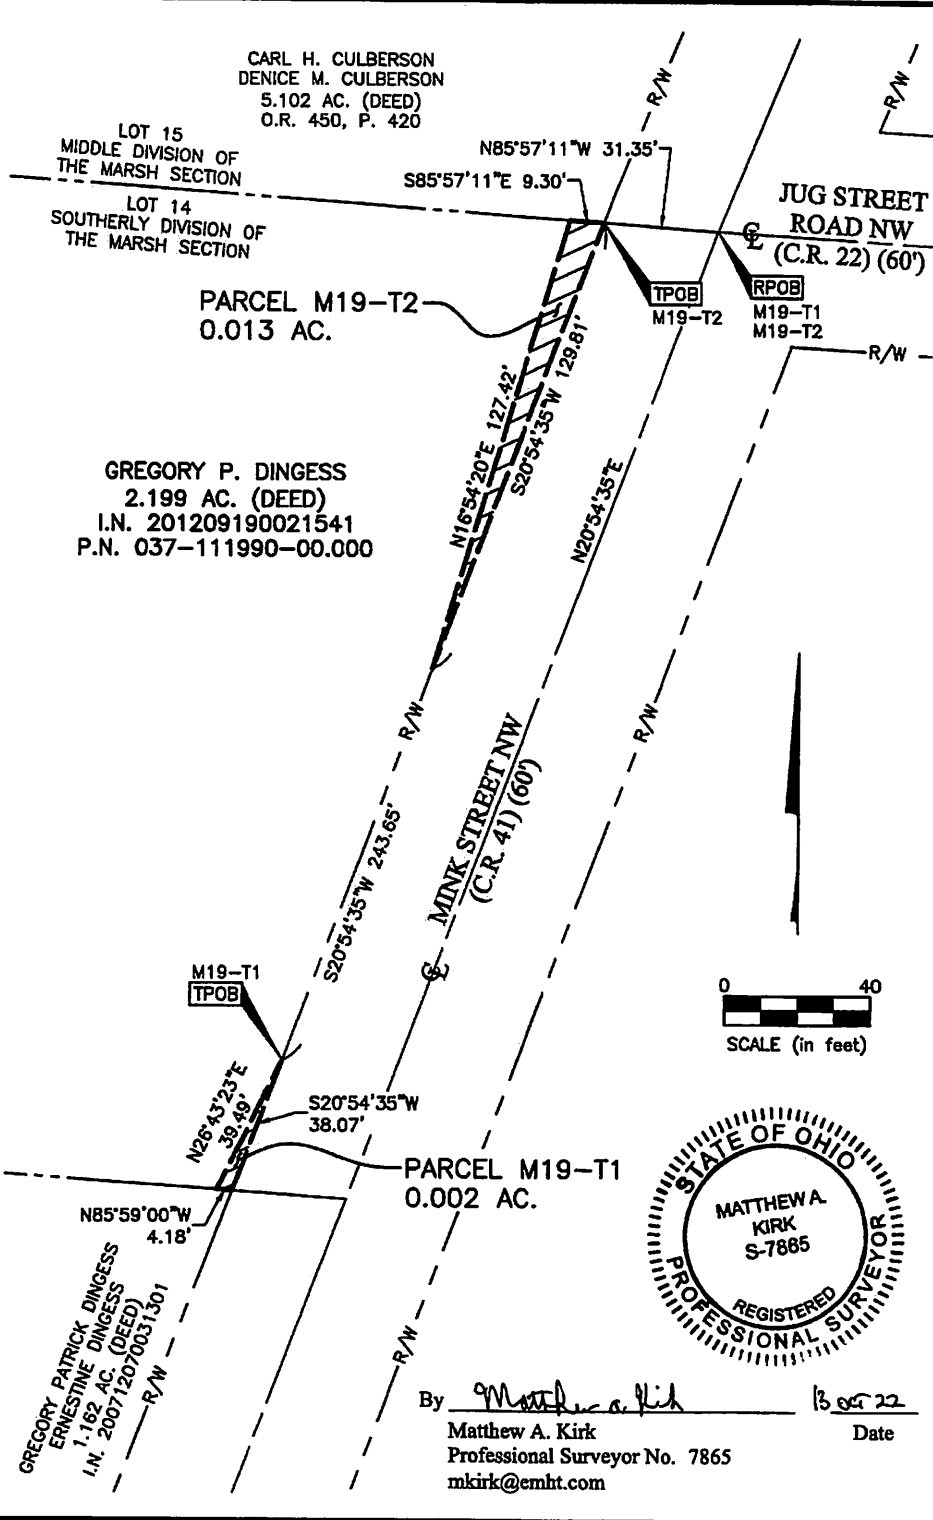 CARL H. CULBERSON
DENICE M. CULBERSON
5.102 AC. (DEED)
O.R. 450, P. 420
R/W
R/W
LOT 15
MIDDLE DIVISION OF
THE MARSH SECTION
LOT 14
SOUTHERLY DIVISION OF
THE MARSH SECTION
N85°57'11"W 31.35'
S85°57'11"E 9.30'
JUG STREET
ROAD NW
(C.R. 22) (60')
CL
TPOB
M19-T2
RPOB
M19-T1
M19-T2
R/W
PARCEL M19-T2
0.013 AC.
N16°54'20"E 127.42'
S20°54'35"W 129.81'
N20°54'35"E
GREGORY P. DINGESS
2.199 AC. (DEED)
I.N. 201209190021541
P.N. 037-111990-00.000
R/W
R/W
MINK STREET NW
(C.R. 41) (60')
CL
S20°54'35"W 243.65'
M19-T1
TPOB
0 40
SCALE (in feet)
N26°43'23"E
39.49'
S20°54'35"W
38.07'
PARCEL M19-T1
0.002 AC.
N85°59'00"W
4.18'
GREGORY PATRICK DINGESS
ERNESTINE DINGESS
1.162 AC. (DEED)
I.N. 200712070031301
R/W
R/W
STATE OF OHIO
MATTHEW A.
KIRK
S-7865
REGISTERED
PROFESSIONAL SURVEYOR
By Matthew A. Kirk 13 OCT 22
Matthew A. Kirk Date
Professional Surveyor No. 7865
mkirk@emht.com